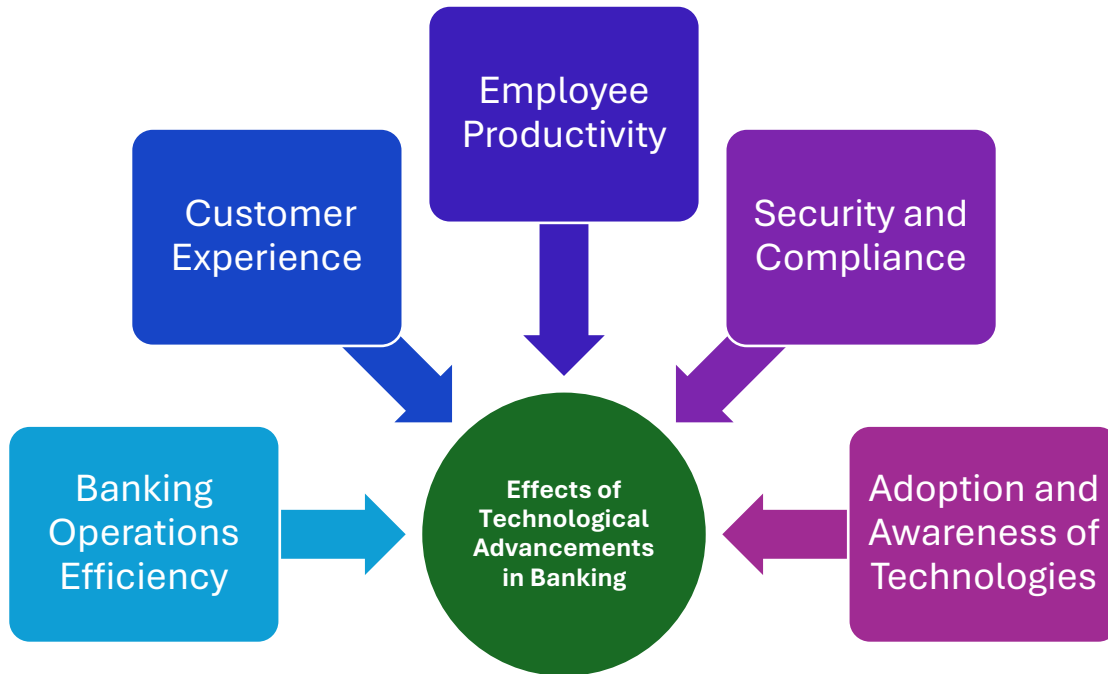 Employee
Productivity
Customer
Experience
Security and
Compliance
Banking
Operations
Efficiency
Effects of
Technological
Advancements
in Banking
Adoption and
Awareness of
Technologies